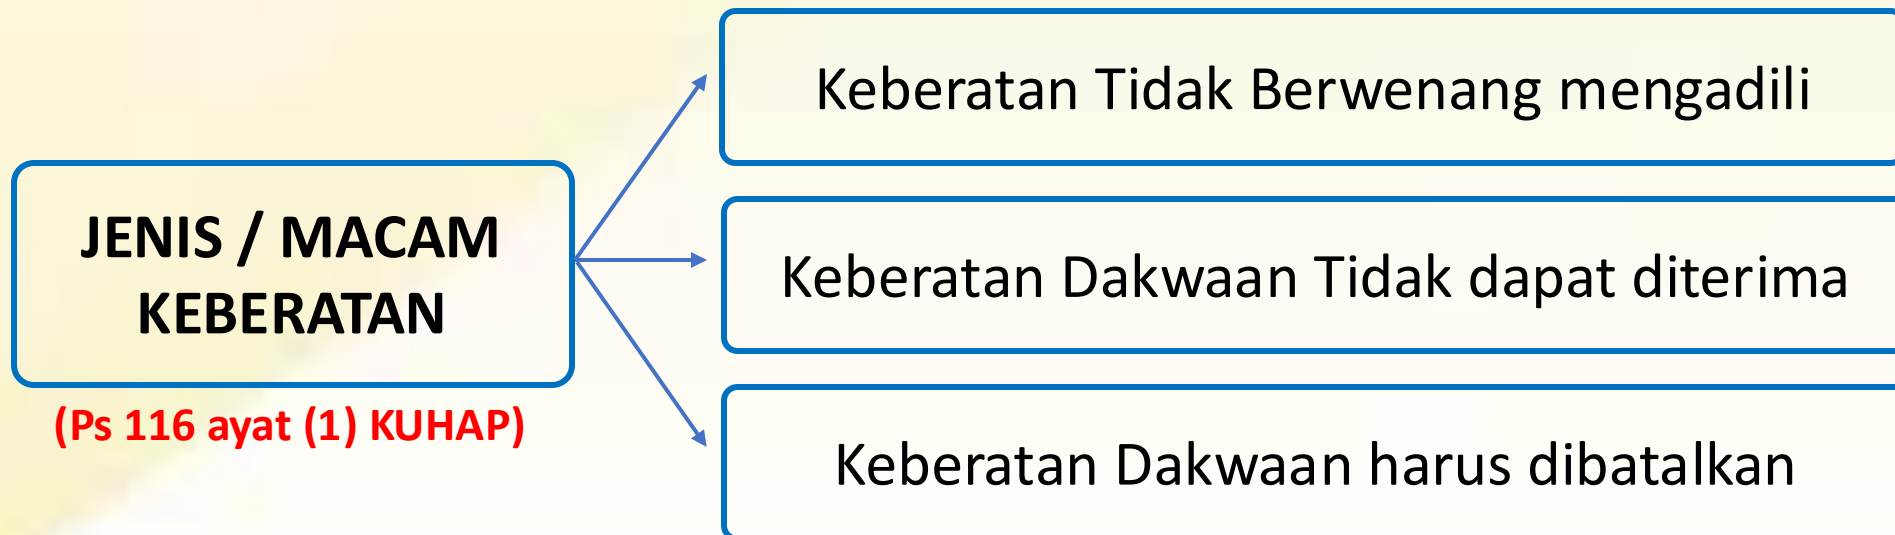 Keberatan Tidak Berwenang mengadili
JENIS / MACAM
KEBERATAN
(Ps 116 ayat (1) KUHAP)
Keberatan Dakwaan Tidak dapat diterima
Keberatan Dakwaan harus dibatalkan